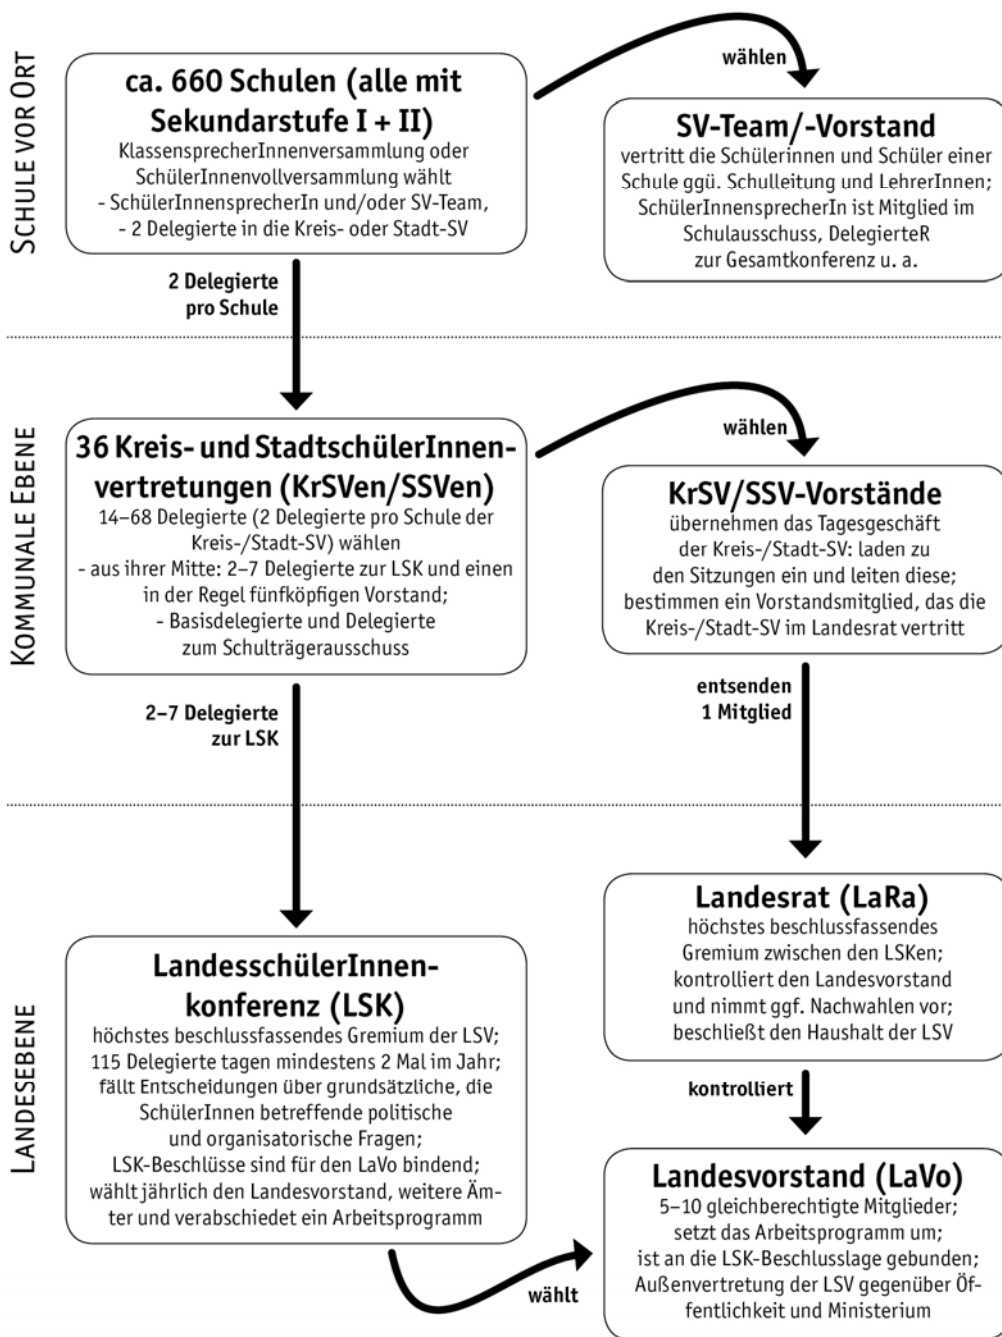 SCHULE VOR ORT
ca. 660 Schulen (alle mit
Sekundarstufe I + II)
KlassensprecherInnenversammlung oder
SchülerInnenvollversammlung wählt
- SchülerInnensprecherIn und/oder SV-Team,
- 2 Delegierte in die Kreis- oder Stadt-SV
wählen
SV-Team/-Vorstand
vertritt die Schülerinnen und Schüler einer
Schule ggü. Schulleitung und LehrerInnen;
SchülerInnensprecherIn ist Mitglied im
Schulausschuss, DelegierteR
zur Gesamtkonferenz u. a.
2 Delegierte
pro Schule
KOMMUNALE EBENE
36 Kreis- und StadtschülerInnen-
vertretungen (KrSVen/SSVen)
14–68 Delegierte (2 Delegierte pro Schule der
Kreis-/Stadt-SV) wählen
- aus ihrer Mitte: 2–7 Delegierte zur LSK und einen
in der Regel fünfköpfigen Vorstand;
- Basisdelegierte und Delegierte
zum Schulträgerausschuss
wählen
KrSV/SSV-Vorstände
übernehmen das Tagesgeschäft
der Kreis-/Stadt-SV: laden zu
den Sitzungen ein und leiten diese;
bestimmen ein Vorstandsmitglied, das die
Kreis-/Stadt-SV im Landesrat vertritt
2–7 Delegierte
zur LSK
entsenden
1 Mitglied
LANDESEBENE
LandesschülerInnen-
konferenz (LSK)
höchstes beschlussfassendes Gremium der LSV;
115 Delegierte tagen mindestens 2 Mal im Jahr;
fällt Entscheidungen über grundsätzliche, die
SchülerInnen betreffende politische
und organisatorische Fragen;
LSK-Beschlüsse sind für den LaVo bindend;
wählt jährlich den Landesvorstand, weitere Äm-
ter und verabschiedet ein Arbeitsprogramm
Landesrat (LaRa)
höchstes beschlussfassendes
Gremium zwischen den LSKen;
kontrolliert den Landesvorstand
und nimmt ggf. Nachwahlen vor;
beschließt den Haushalt der LSV
kontrolliert
wählt
Landesvorstand (LaVo)
5–10 gleichberechtigte Mitglieder;
setzt das Arbeitsprogramm um;
ist an die LSK-Beschlusslage gebunden;
Außenvertretung der LSV gegenüber Öf-
fentlichkeit und Ministerium